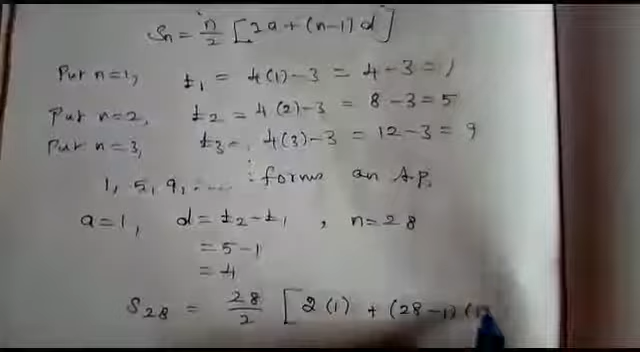 Sn = n/2 [2a + (n-1) d]
Put n=1, t1 = 4(1)-3 = 4-3 = 1
Put n=2, t2 = 4(2)-3 = 8-3 = 5
Put n=3, t3 = 4(3)-3 = 12-3 = 9
1, 5, 9, .... forms an A.P,
a=1, d = t2-t1, n=28
= 5-1
= 4
S28 = 28/2 [2(1) + (28-1) (